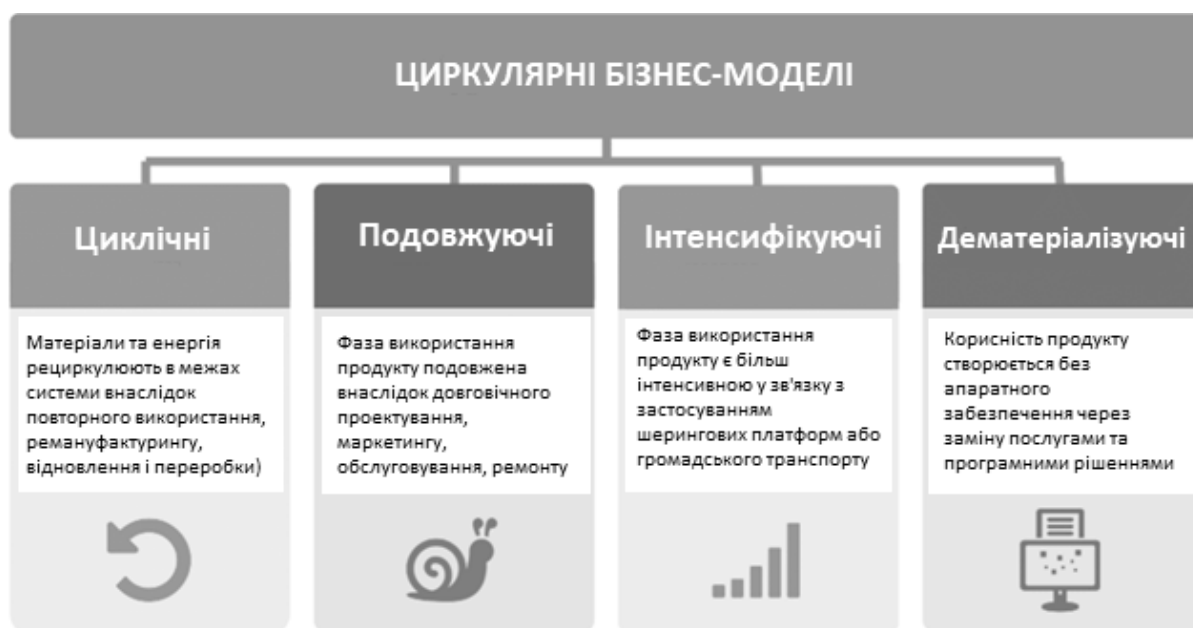 ЦИРКУЛЯРНІ БІЗНЕС-МОДЕЛІ
Циклічні
Матеріали та енергія
рециркулюють в межах
системи внаслідок
повторного використання,
ремануфактурингу,
відновлення і переробки)
Подовжуючі
Фаза використання
продукту подовжена
внаслідок довговічного
проектування,
маркетингу,
обслуговування, ремонту
Інтенсифікуючі
Фаза використання
продукту є більш
інтенсивною у зв'язку з
застосуванням
шерингових платформ або
громадського транспорту
Дематеріалізуючі
Корисність продукту
створюється без
апаратного
забезпечення через
заміну послугами та
програмними рішеннями